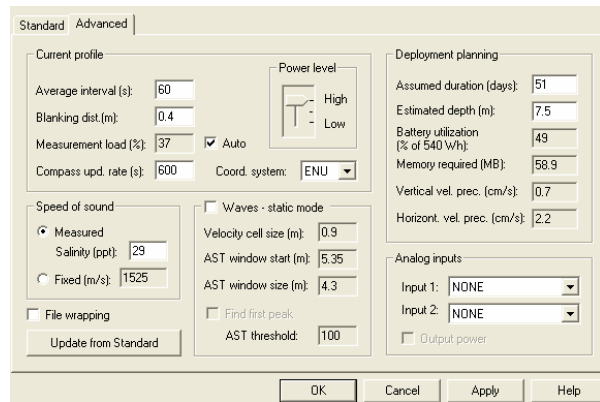 Standard
Advanced
Current profile
Average interval (s): 60
Blanking dist.(m): 0.4
Measurement load (%): 37
Auto
Compass upd. rate (s): 600
Coord. system: ENU
Power level
High
Low
Deployment planning
Assumed duration (days): 51
Estimated depth (m): 7.5
Battery utilization
(% of 540 Wh): 49
Memory required (MB): 58.9
Vertical vel. prec. (cm/s): 0.7
Horizont. vel. prec. (cm/s): 2.2
Speed of sound
Measured
Salinity (ppt): 29
Fixed (m/s): 1525
File wrapping
Update from Standard
Waves - static mode
Velocity cell size (m): 0.9
AST window start (m): 5.35
AST window size (m): 4.3
Find first peak
AST threshold: 100
Analog inputs
Input 1: NONE
Input 2: NONE
Output power
OK
Cancel
Apply
Help